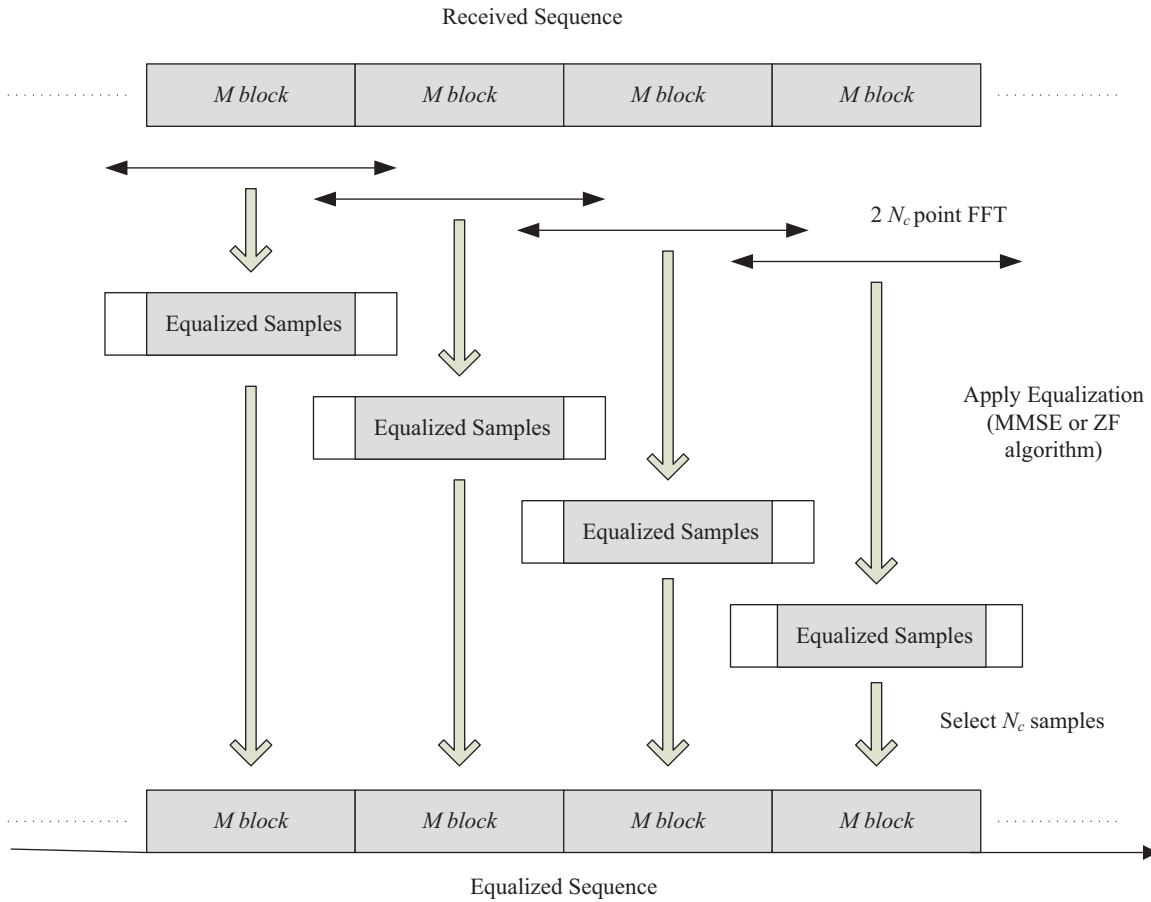 Received Sequence
M block M block M block M block
2 N_c point FFT
Equalized Samples
Equalized Samples
Apply Equalization
(MMSE or ZF
algorithm)
Equalized Samples
Equalized Samples
Select N_c samples
M block M block M block M block
Equalized Sequence